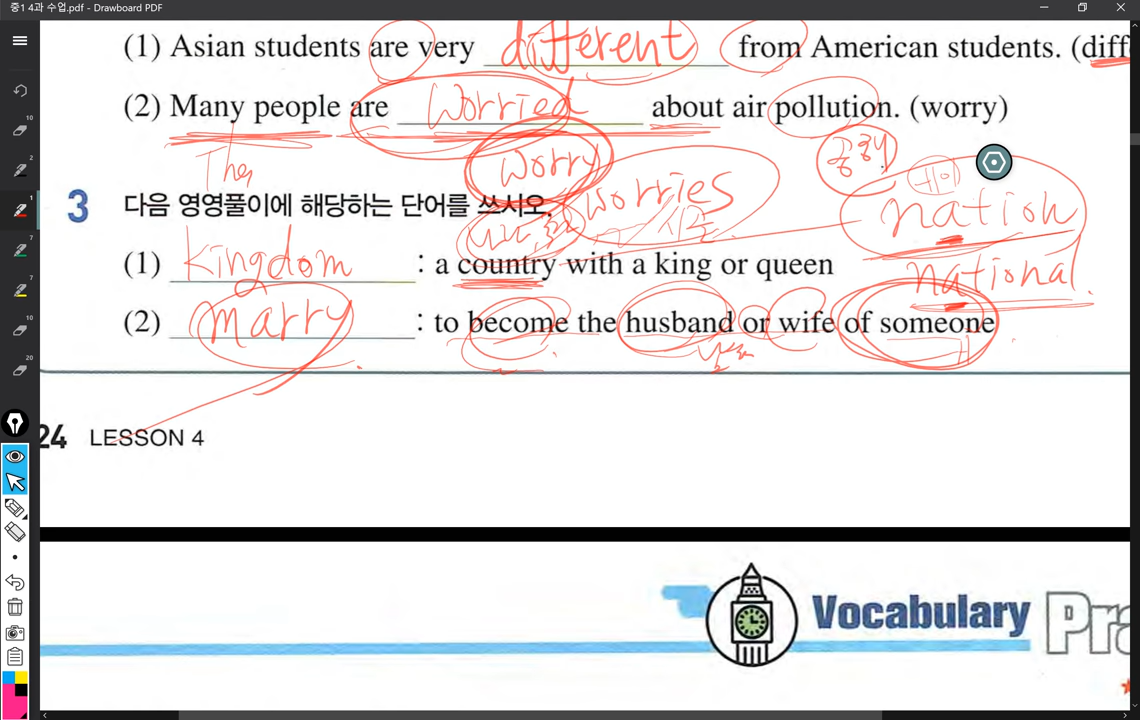 중1 4과 수업.pdf - Drawboard PDF
(1) Asian students are very different from American students. (diff
(2) Many people are Worried about air pollution. (worry)
They
worry
공해
worries
nation
3 다음 영영풀이에 해당하는 단어를 쓰시오.
(1) kingdom : a country with a king or queen
national.
(2) marry : to become the husband or wife of someone
24 LESSON 4
Vocabulary Pra